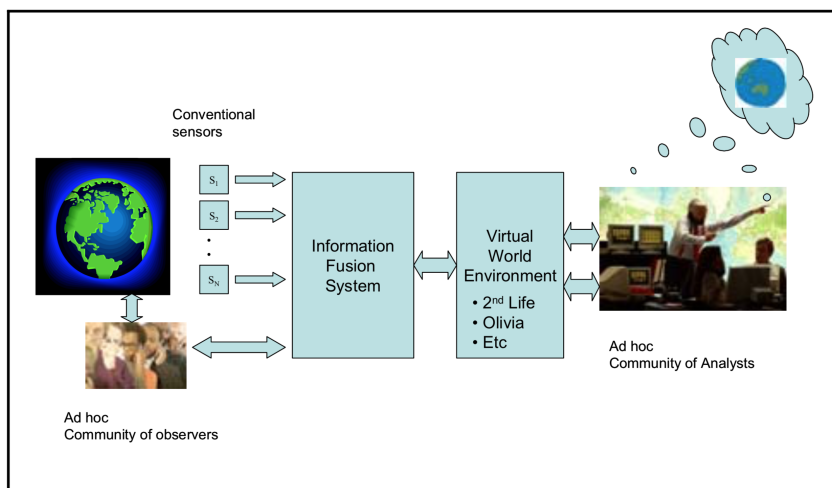 Conventional
sensors
S1
S2
•
•
SN
Information
Fusion
System
Virtual
World
Environment
• 2nd Life
• Olivia
• Etc
Ad hoc
Community of Analysts
Ad hoc
Community of observers